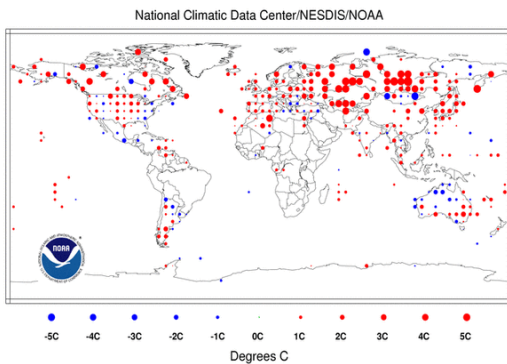 National Climatic Data Center/NESDIS/NOAA
NOAA
-5C -4C -3C -2C -1C 0C 1C 2C 3C 4C 5C
Degrees C